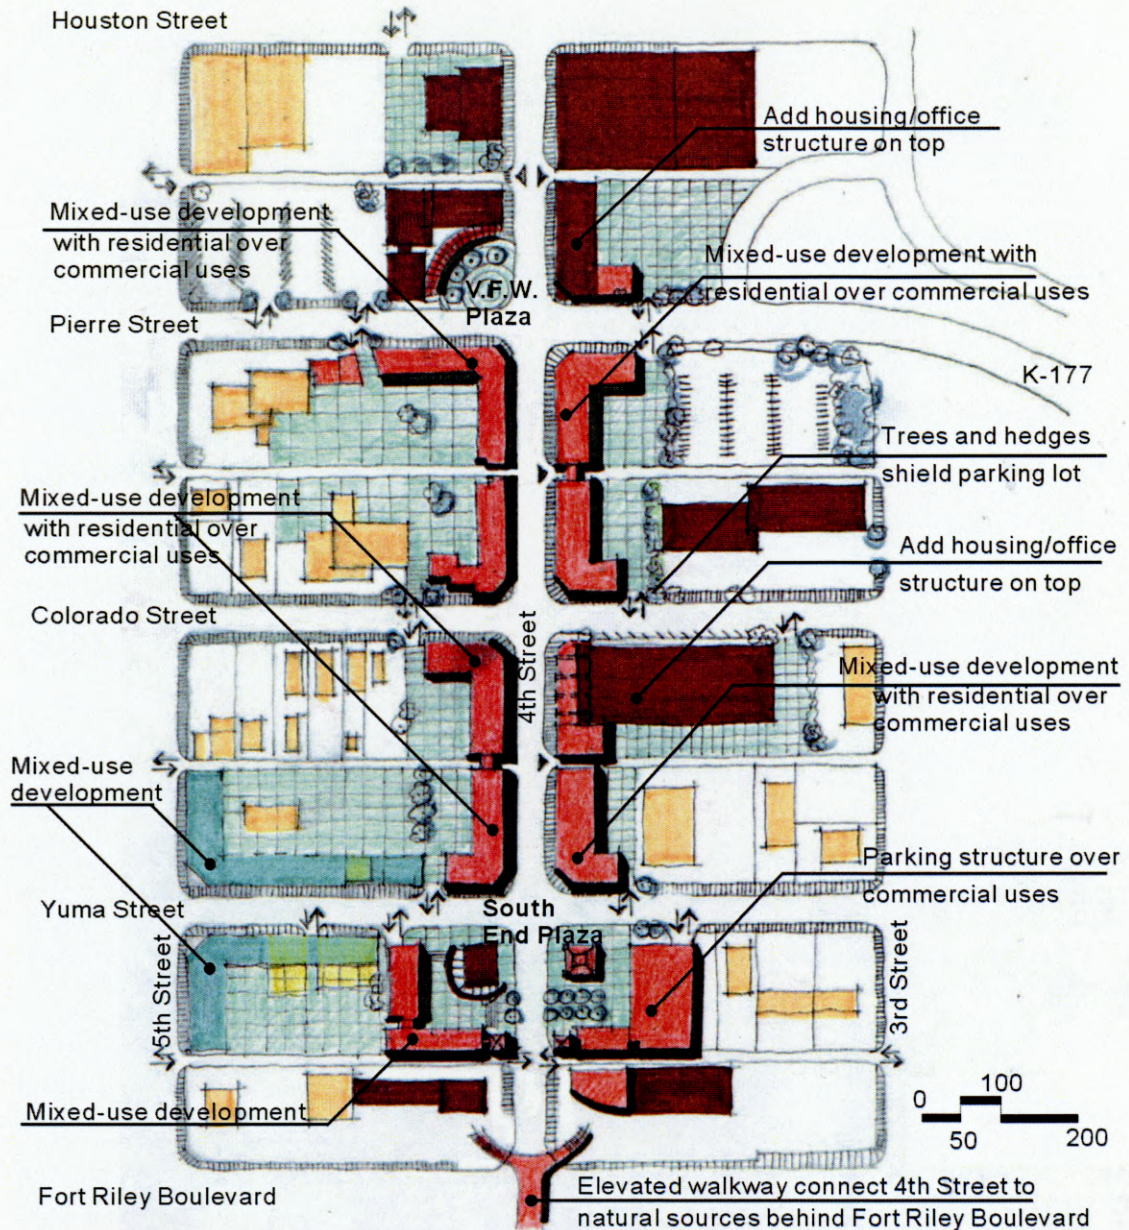 Houston Street
Add housing/office
structure on top
Mixed-use development
with residential over
commercial uses
Mixed-use development with
residential over commercial uses
V.F.W.
Plaza
Pierre Street
K-177
Trees and hedges
shield parking lot
Mixed-use development
with residential over
commercial uses
Add housing/office
structure on top
Colorado Street
4th Street
Mixed-use development
with residential over
commercial uses
Mixed-use
development
Parking structure over
commercial uses
Yuma Street
South
End Plaza
5th Street
3rd Street
Mixed-use development
0
100
50
200
Fort Riley Boulevard
Elevated walkway connect 4th Street to
natural sources behind Fort Riley Boulevard